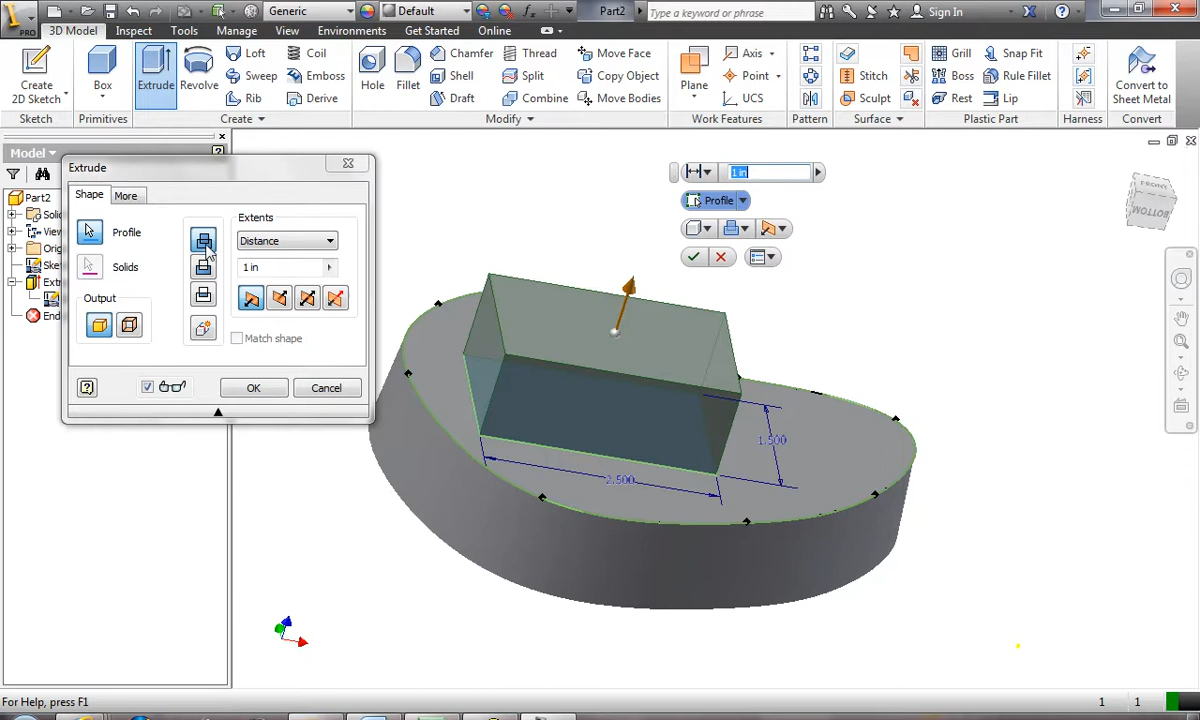 Generic
Default
Part2
Type a keyword or phrase
Sign In
PRO
3D Model
Inspect
Tools
Manage
View
Environments
Get Started
Online
Create
2D Sketch
Box
Extrude
Revolve
Loft
Sweep
Rib
Coil
Emboss
Derive
Hole
Fillet
Chamfer
Shell
Draft
Thread
Split
Combine
Move Face
Copy Object
Move Bodies
Plane
Axis
Point
UCS
Stitch
Sculpt
Grill
Boss
Rest
Snap Fit
Rule Fillet
Lip
Convert to
Sheet Metal
Sketch
Primitives
Create
Modify
Work Features
Pattern
Surface
Plastic Part
Harness
Convert
Model
Part2
Extrude
Shape
More
Profile
Solids
Output
Extents
Distance
1 in
Match shape
OK
Cancel
1 in
Profile
FRONT
BOTTOM
1.500
2.500
For Help, press F1
1
1